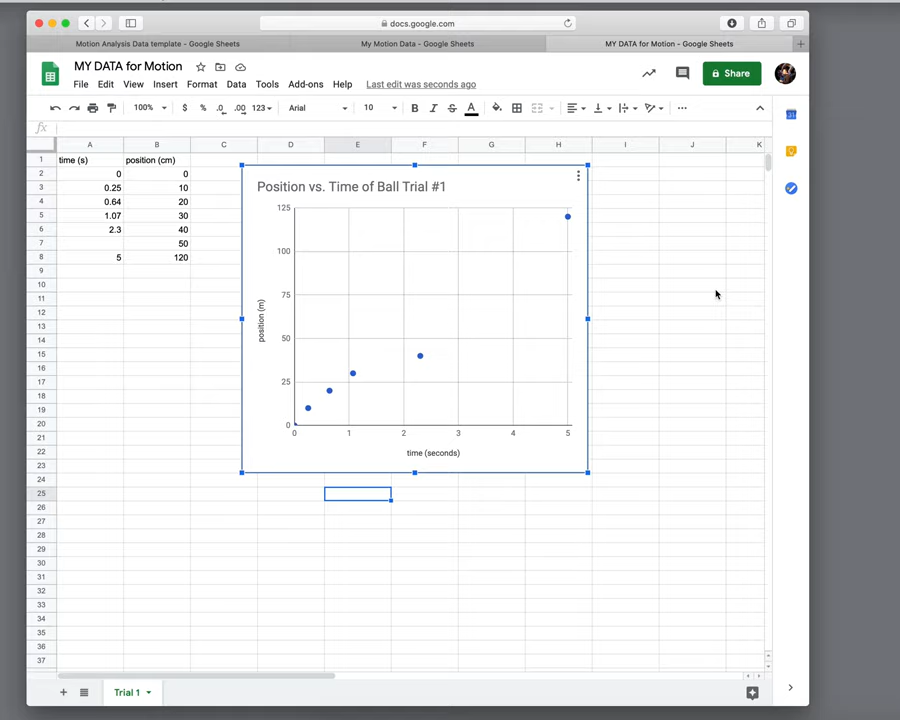 docs.google.com
Motion Analysis Data template - Google Sheets
My Motion Data - Google Sheets
MY DATA for Motion - Google Sheets
MY DATA for Motion
File Edit View Insert Format Data Tools Add-ons Help Last edit was seconds ago
Share
100% $ % .0 .00 123 Arial 10 B I S A
fx
A B C D E F G H I J K
1 time (s) position (cm)
2 0 0
3 0.25 10
4 0.64 20
5 1.07 30
6 2.3 40
7 50
8 5 120
9
10
11
12
13
14
15
16
17
18
19
20
21
22
23
24
25
26
27
28
29
30
31
32
33
34
35
36
37
Position vs. Time of Ball Trial #1
125
100
75
50
25
0
position (m)
0 1 2 3 4 5
time (seconds)
31
Trial 1